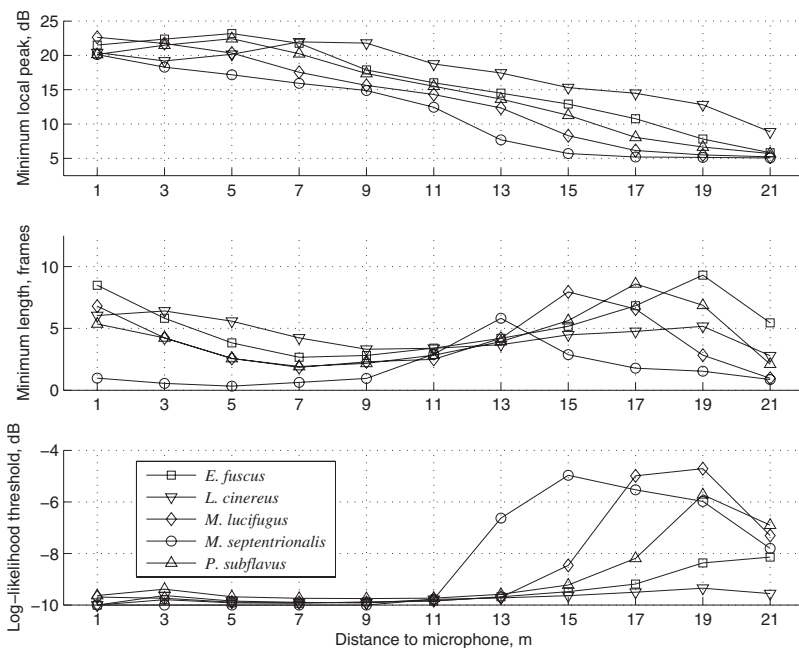 Minimum local peak, dB
25
20
15
10
5
1 3 5 7 9 11 13 15 17 19 21
Minimum length, frames
10
5
0
1 3 5 7 9 11 13 15 17 19 21
Log–likelihood threshold, dB
−4
−6
−8
−10
E. fuscus
L. cinereus
M. lucifugus
M. septentrionalis
P. subflavus
1 3 5 7 9 11 13 15 17 19 21
Distance to microphone, m